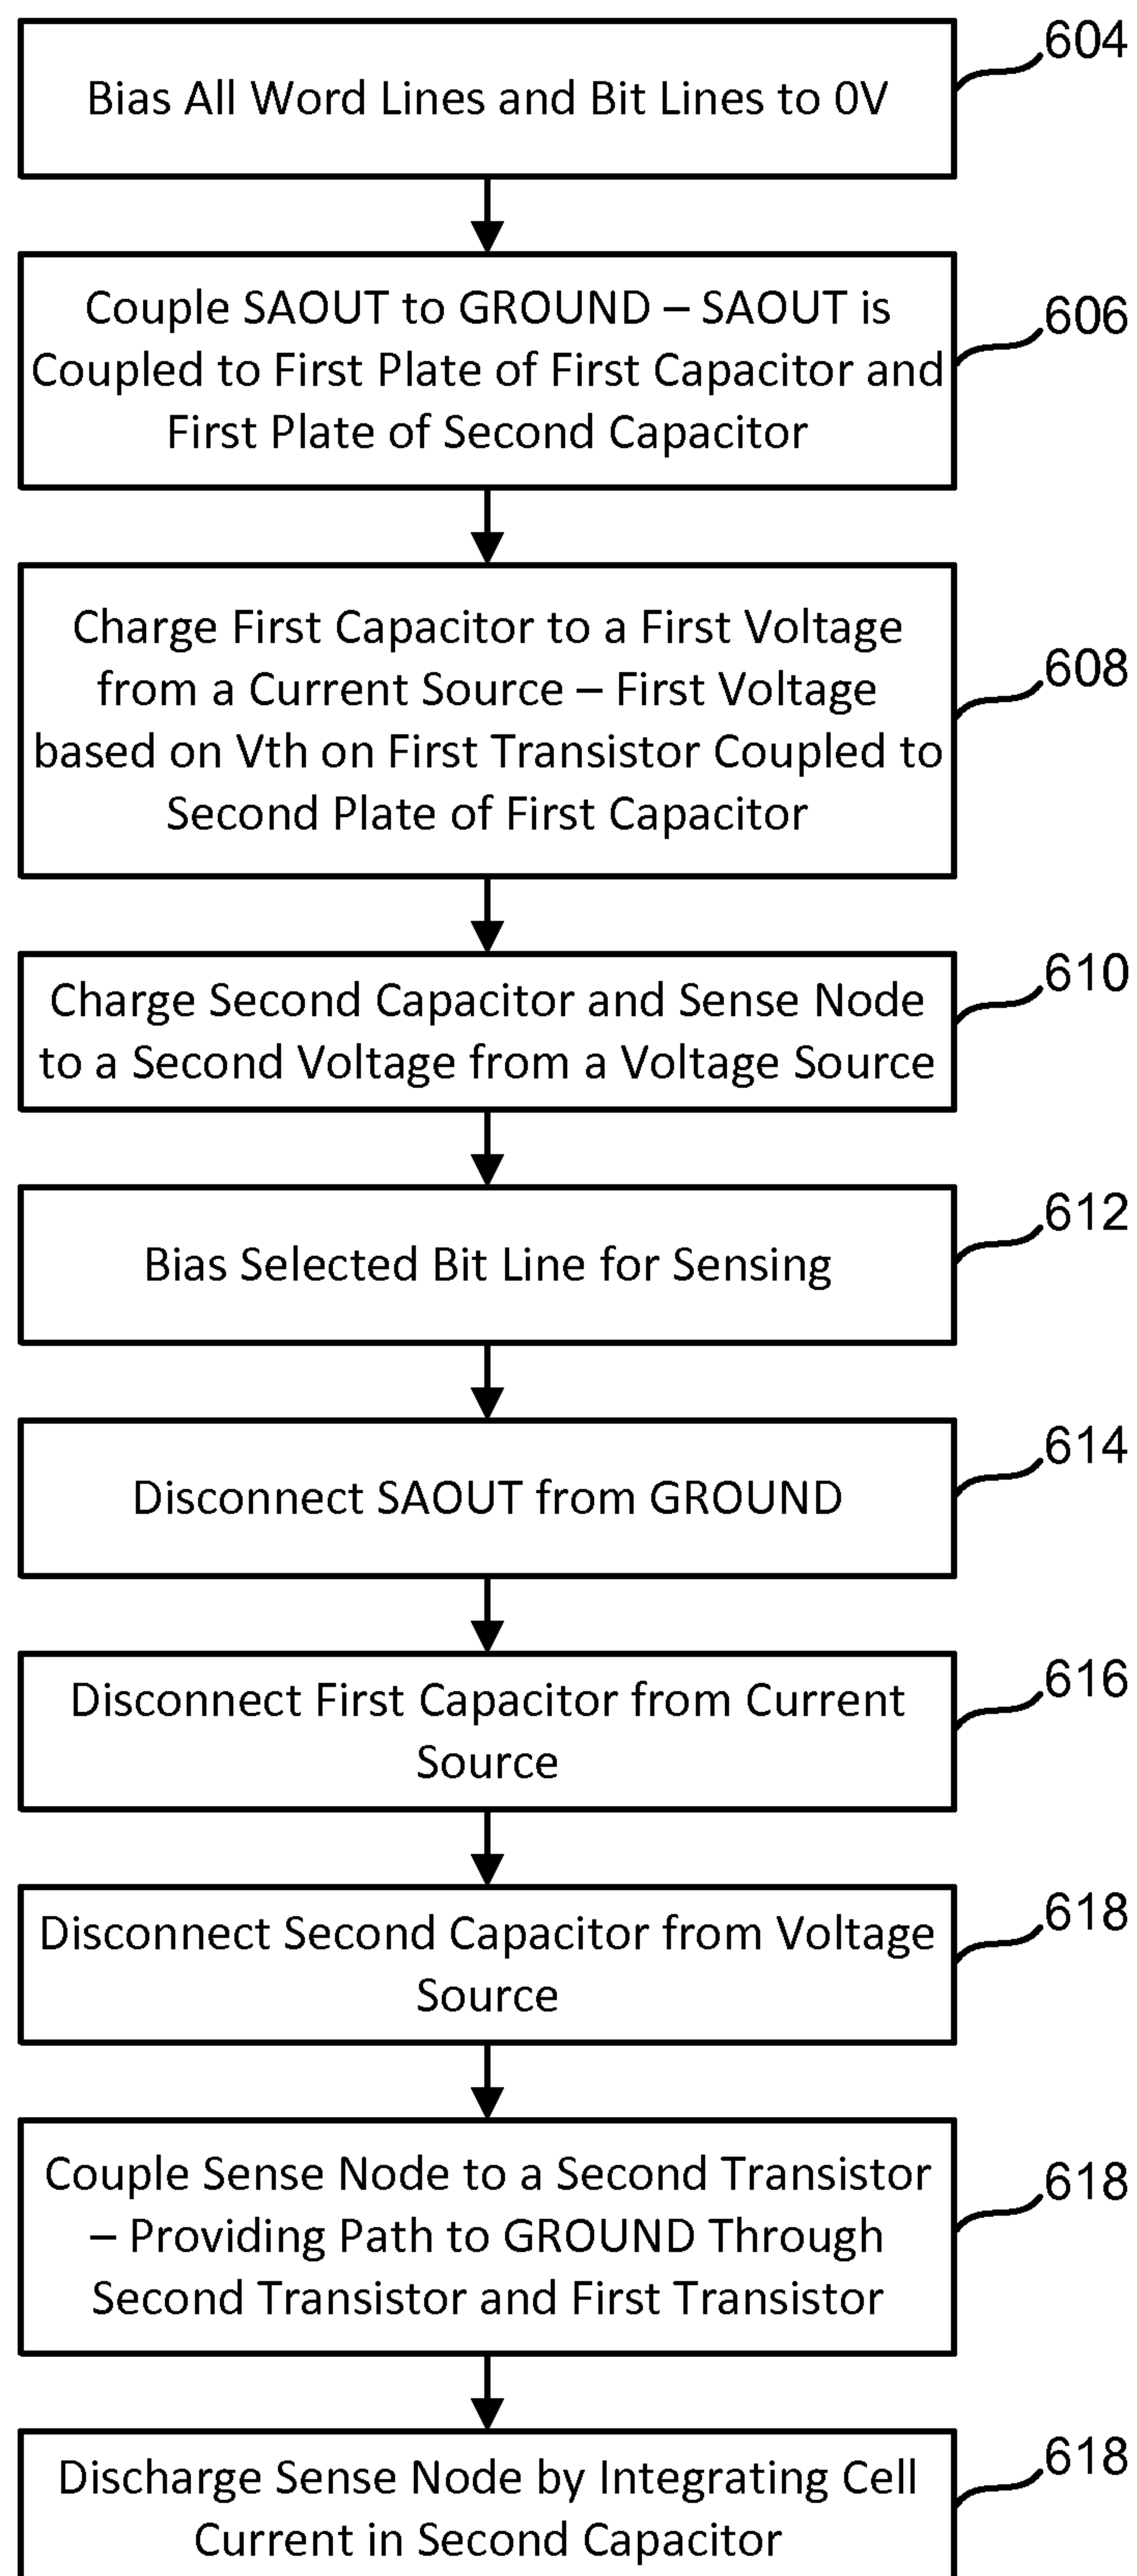 604
Bias All Word Lines and Bit Lines to 0V
606
Couple SAOUT to GROUND – SAOUT is
Coupled to First Plate of First Capacitor and
First Plate of Second Capacitor
608
Charge First Capacitor to a First Voltage
from a Current Source – First Voltage
based on Vth on First Transistor Coupled to
Second Plate of First Capacitor
610
Charge Second Capacitor and Sense Node
to a Second Voltage from a Voltage Source
612
Bias Selected Bit Line for Sensing
614
Disconnect SAOUT from GROUND
616
Disconnect First Capacitor from Current
Source
618
Disconnect Second Capacitor from Voltage
Source
618
Couple Sense Node to a Second Transistor
– Providing Path to GROUND Through
Second Transistor and First Transistor
618
Discharge Sense Node by Integrating Cell
Current in Second Capacitor